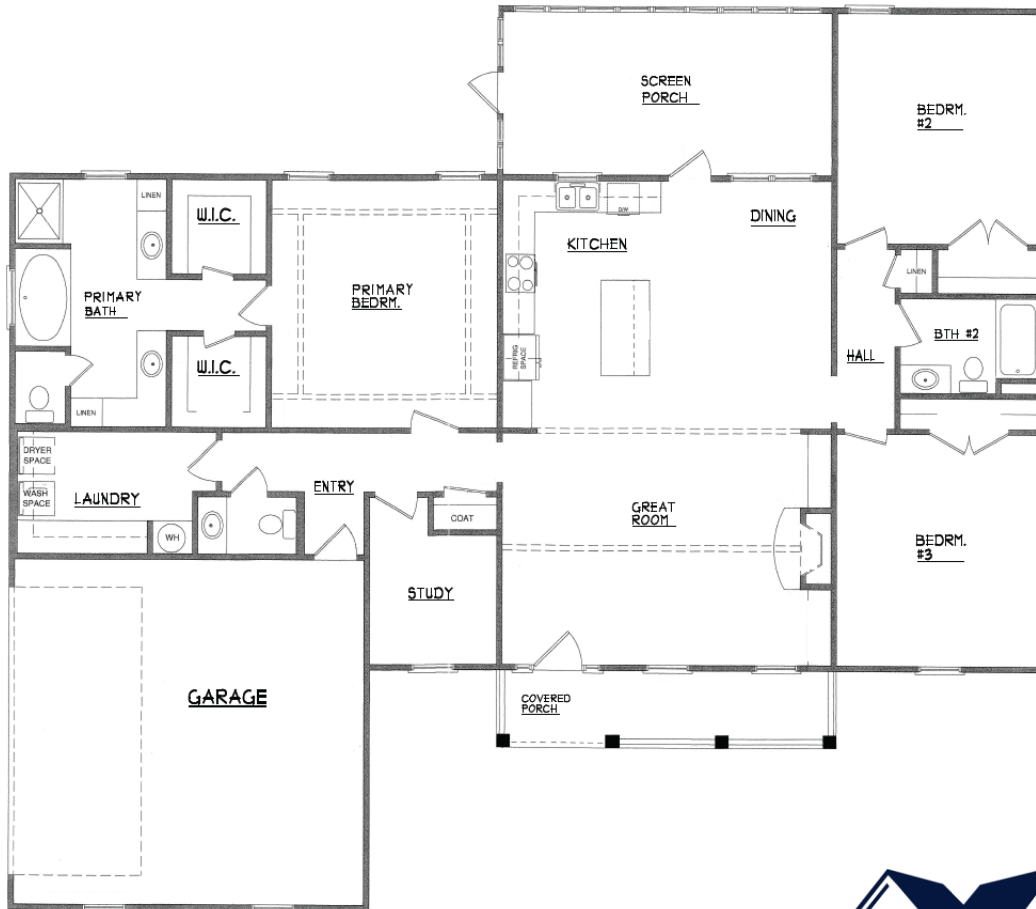 SCREEN
PORCH
BEDRM.
#2
LINEN
W.I.C.
DW
KITCHEN
DINING
PRIMARY
BATH
PRIMARY
BEDRM.
LINEN
REFRIG
SPACE
HALL
BTH #2
W.I.C.
LINEN
DRYER
SPACE
WASH
SPACE
LAUNDRY
WH
ENTRY
COAT
GREAT
ROOM
BEDRM.
#3
STUDY
GARAGE
COVERED
PORCH